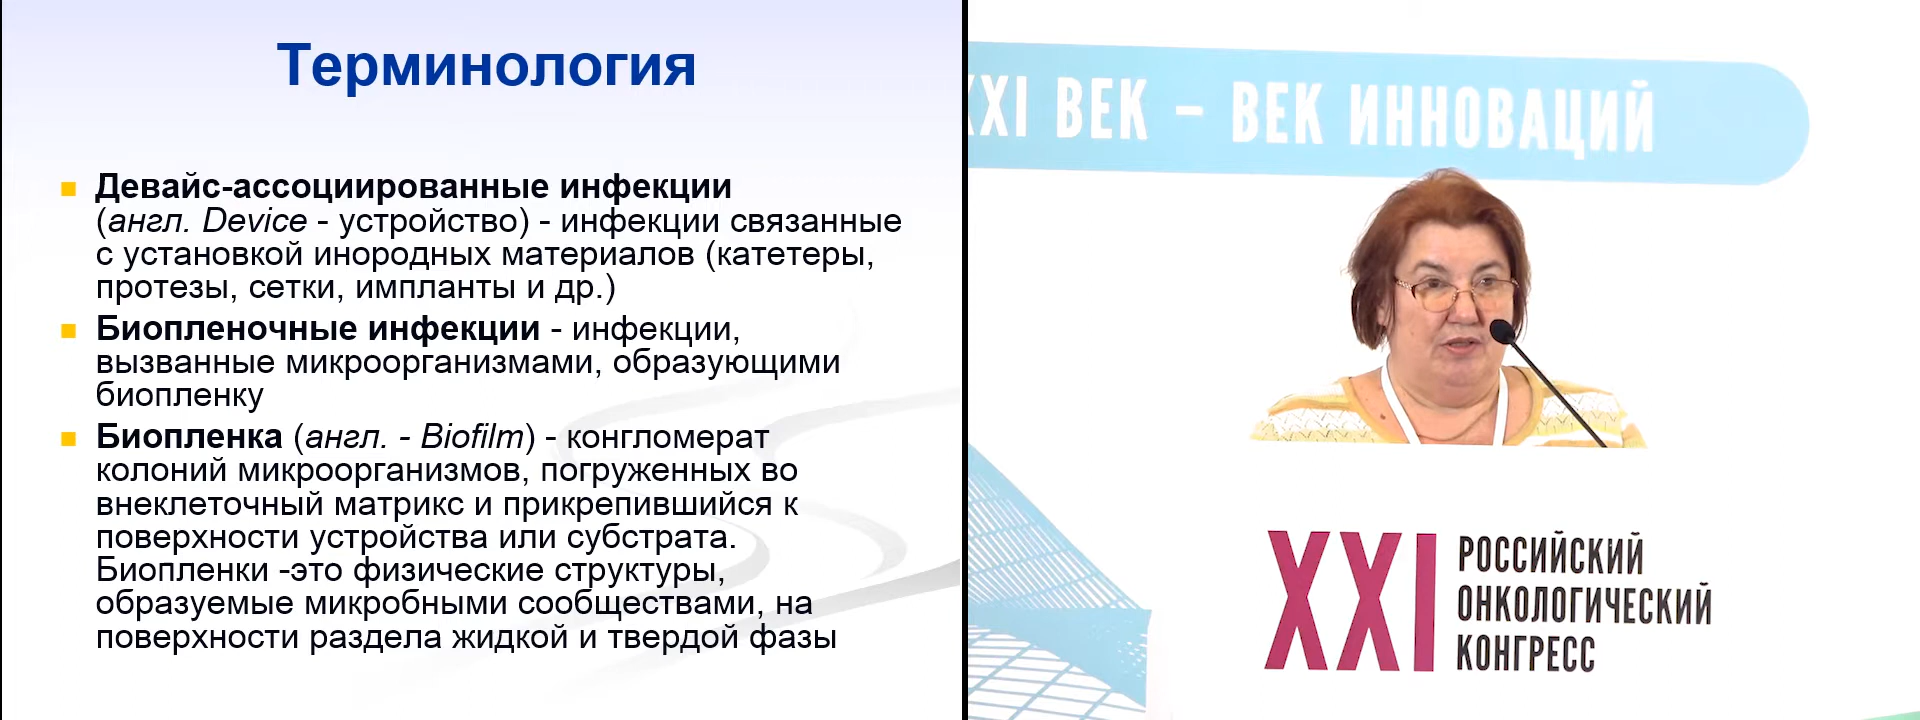 Терминология
Девайс-ассоциированные инфекции
(англ. Device - устройство) - инфекции связанные
с установкой инородных материалов (катетеры,
протезы, сетки, импланты и др.)
Биопленочные инфекции - инфекции,
вызванные микроорганизмами, образующими
биопленку
Биопленка (англ. - Biofilm) - конгломерат
колоний микроорганизмов, погруженных во
внеклеточный матрикс и прикрепившийся к
поверхности устройства или субстрата.
Биопленки -это физические структуры,
образуемые микробными сообществами, на
поверхности раздела жидкой и твердой фазы
XXI ВЕК – ВЕК ИННОВАЦИЙ
XXI
РОССИЙСКИЙ
ОНКОЛОГИЧЕСКИЙ
КОНГРЕСС